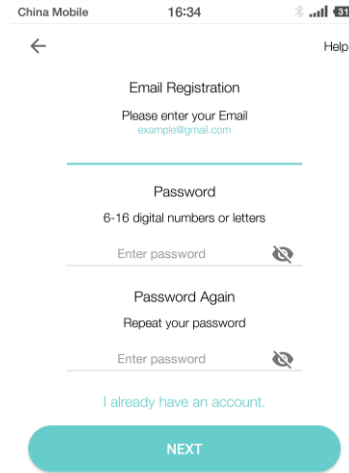 China Mobile 16:34 31
Help
Email Registration
Please enter your Email
example@gmail.com
Password
6-16 digital numbers or letters
Enter password
Password Again
Repeat your password
Enter password
I already have an account.
NEXT